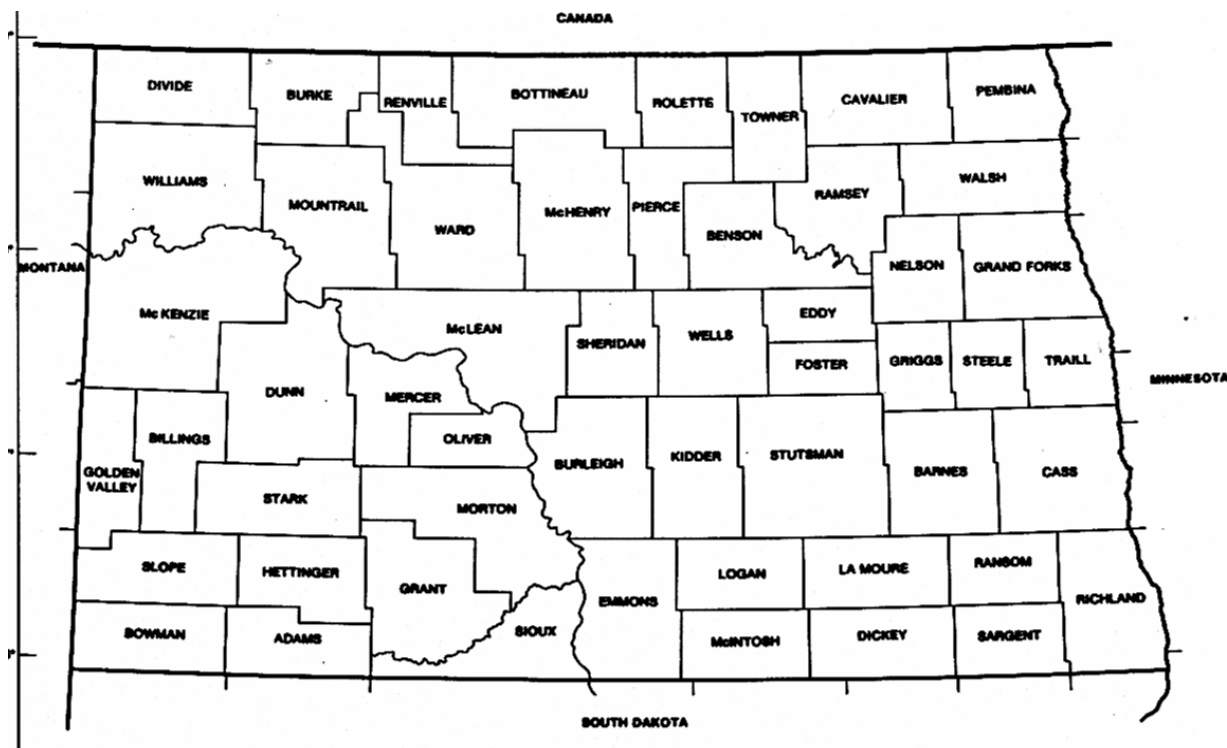 CANADA
DIVIDE
BURKE
RENVILLE
BOTTINEAU
ROLETTE
TOWNER
CAVALIER
PEMBINA
WILLIAMS
MOUNTRAIL
WARD
McHENRY
PIERCE
BENSON
RAMSEY
WALSH
MONTANA
McKENZIE
NELSON
GRAND FORKS
McLEAN
SHERIDAN
WELLS
EDDY
FOSTER
GRIGGS
STEELE
TRAILL
MINNESOTA
DUNN
MERCER
OLIVER
BILLINGS
GOLDEN
VALLEY
STARK
MORTON
BURLEIGH
KIDDER
STUTSMAN
BARNES
CASS
SLOPE
HETTINGER
GRANT
EMMONS
LOGAN
LA MOURE
RANSOM
RICHLAND
BOWMAN
ADAMS
SIOUX
McINTOSH
DICKEY
SARGENT
SOUTH DAKOTA